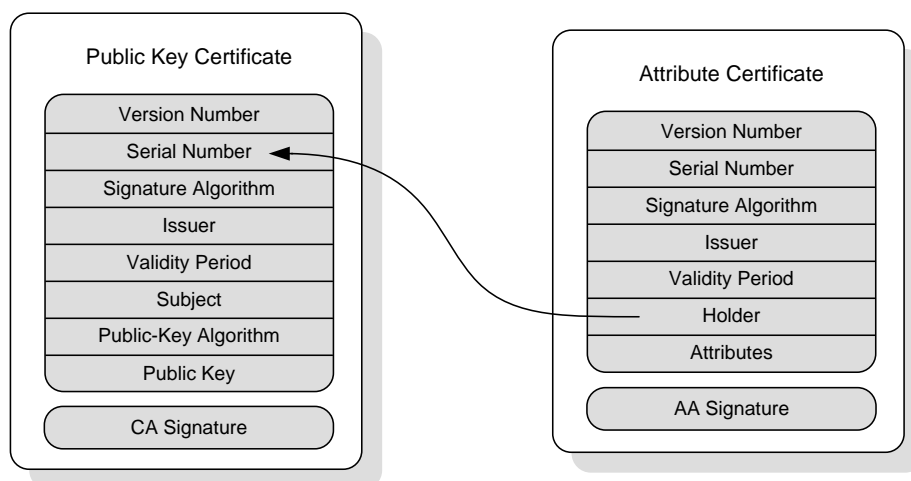 Public Key Certificate
Version Number
Serial Number
Signature Algorithm
Issuer
Validity Period
Subject
Public-Key Algorithm
Public Key
CA Signature
Attribute Certificate
Version Number
Serial Number
Signature Algorithm
Issuer
Validity Period
Holder
Attributes
AA Signature